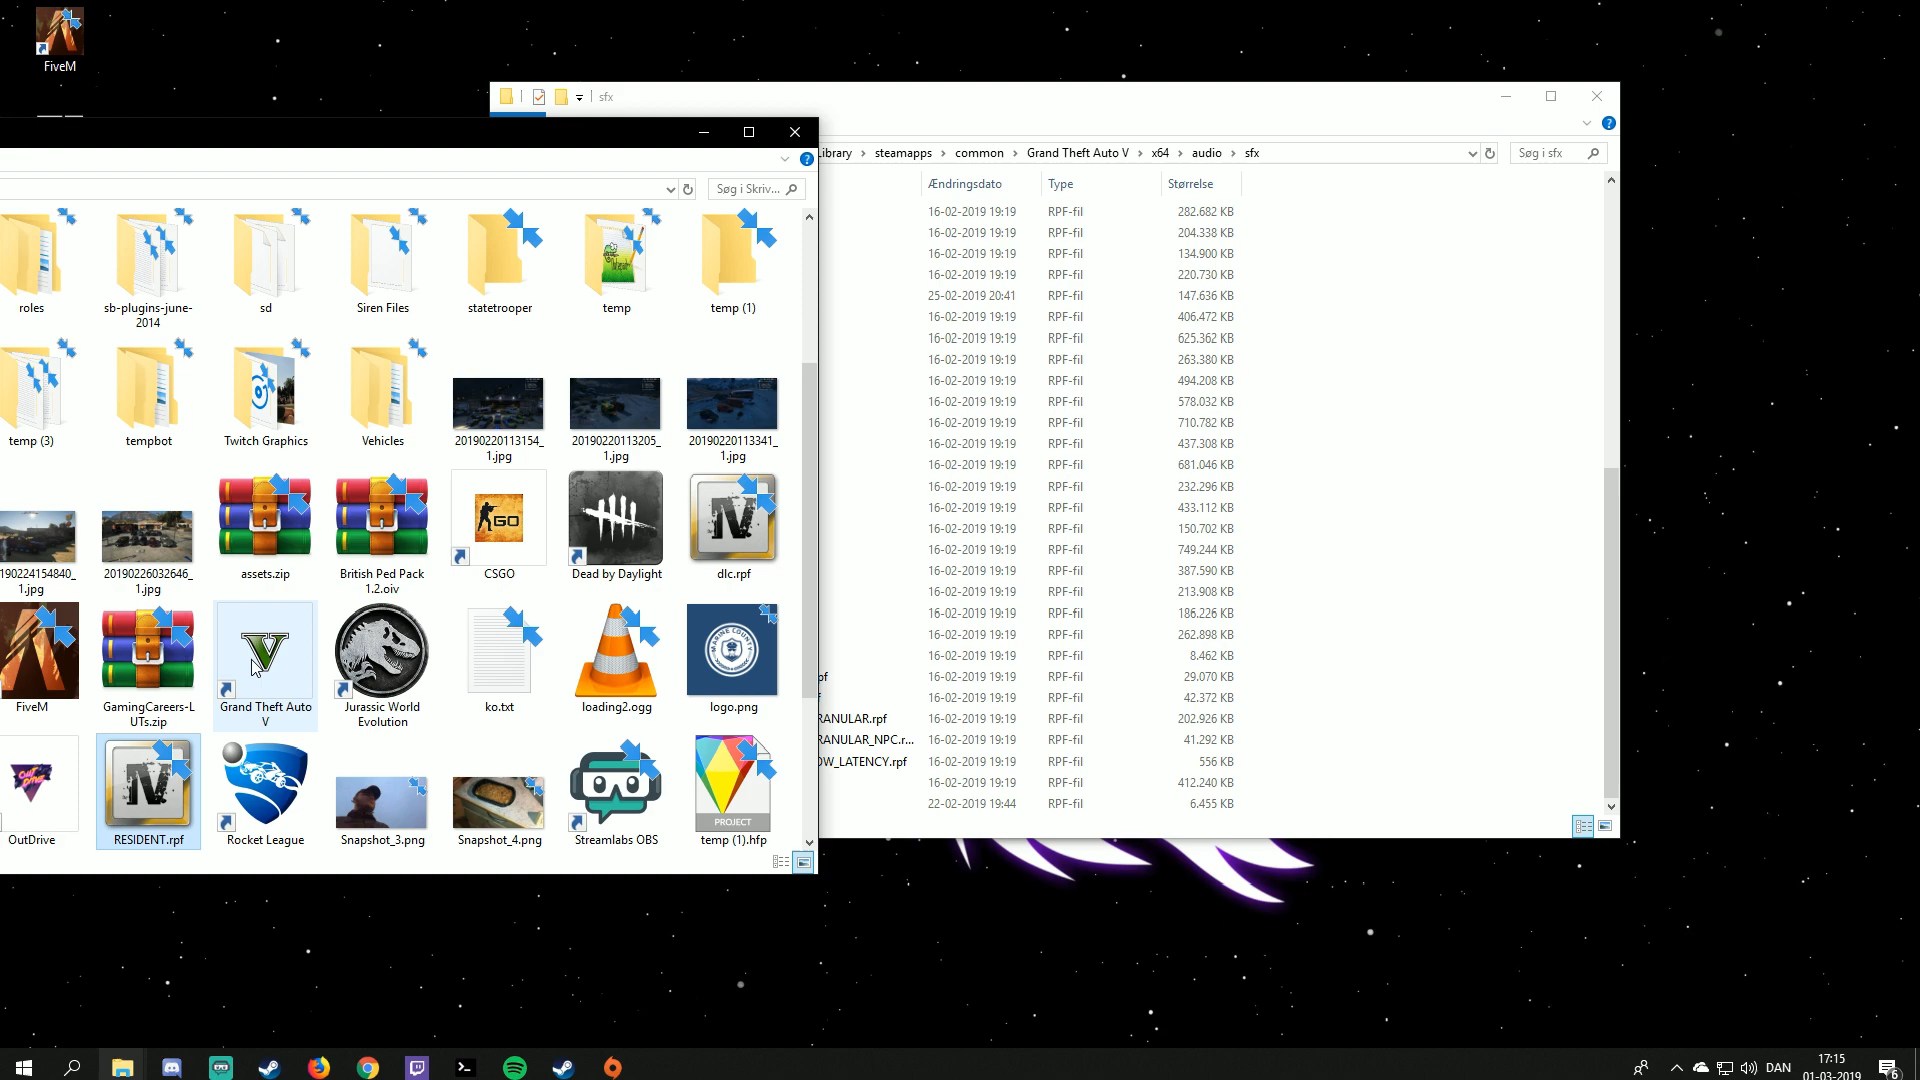 FiveM
sfx
Library
steamapps
common
Grand Theft Auto V
x64
audio
sfx
Søg i sfx
Søg i Skriv...
Ændringsdato
Type
Størrelse
16-02-2019 19:19 RPF-fil 282.682 KB
16-02-2019 19:19 RPF-fil 204.338 KB
16-02-2019 19:19 RPF-fil 134.900 KB
16-02-2019 19:19 RPF-fil 220.730 KB
25-02-2019 20:41 RPF-fil 147.636 KB
16-02-2019 19:19 RPF-fil 406.472 KB
16-02-2019 19:19 RPF-fil 625.362 KB
16-02-2019 19:19 RPF-fil 263.380 KB
16-02-2019 19:19 RPF-fil 494.208 KB
16-02-2019 19:19 RPF-fil 578.032 KB
16-02-2019 19:19 RPF-fil 710.782 KB
16-02-2019 19:19 RPF-fil 437.308 KB
16-02-2019 19:19 RPF-fil 681.046 KB
16-02-2019 19:19 RPF-fil 232.296 KB
16-02-2019 19:19 RPF-fil 433.112 KB
16-02-2019 19:19 RPF-fil 150.702 KB
16-02-2019 19:19 RPF-fil 749.244 KB
16-02-2019 19:19 RPF-fil 387.590 KB
16-02-2019 19:19 RPF-fil 213.908 KB
16-02-2019 19:19 RPF-fil 186.226 KB
16-02-2019 19:19 RPF-fil 262.898 KB
16-02-2019 19:19 RPF-fil 8.462 KB
pf 16-02-2019 19:19 RPF-fil 29.070 KB
f 16-02-2019 19:19 RPF-fil 42.372 KB
RANULAR.rpf 16-02-2019 19:19 RPF-fil 202.926 KB
RANULAR_NPC.r... 16-02-2019 19:19 RPF-fil 41.292 KB
OW_LATENCY.rpf 16-02-2019 19:19 RPF-fil 556 KB
16-02-2019 19:19 RPF-fil 412.240 KB
22-02-2019 19:44 RPF-fil 6.455 KB
roles
sb-plugins-june-
2014
sd
Siren Files
statetrooper
temp
temp (1)
temp (3)
tempbot
Twitch Graphics
Vehicles
20190220113154_
1.jpg
20190220113205_
1.jpg
20190220113341_
1.jpg
190224154840_
1.jpg
20190226032646_
1.jpg
assets.zip
British Ped Pack
1.2.oiv
GO
CSGO
Dead by Daylight
dlc.rpf
FiveM
GamingCareers-L
UTs.zip
Grand Theft Auto
V
Jurassic World
Evolution
ko.txt
loading2.ogg
MARINE COUNTY
logo.png
OUT DRIVE
OutDrive
RESIDENT.rpf
Rocket League
Snapshot_3.png
Snapshot_4.png
Streamlabs OBS
PROJECT
temp (1).hfp
DAN
17:15
01-03-2019
6